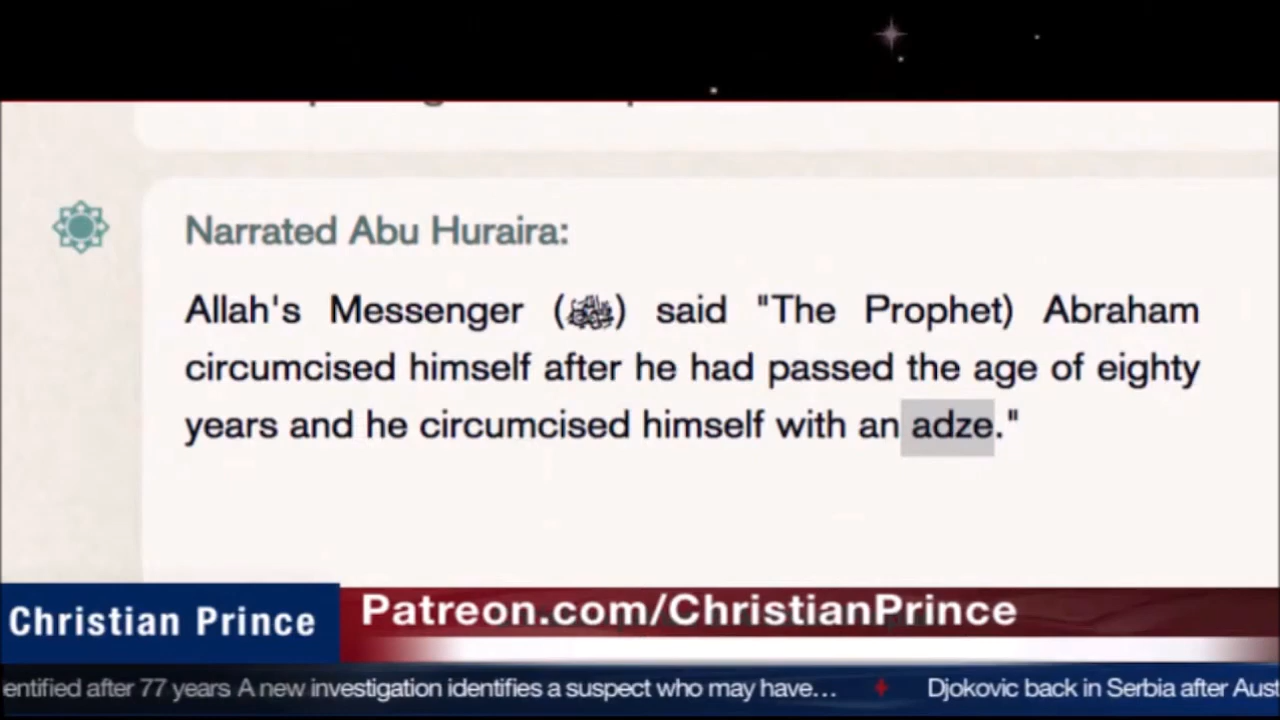 Narrated Abu Huraira:
Allah's Messenger (ﷺ) said "The Prophet) Abraham
circumcised himself after he had passed the age of eighty
years and he circumcised himself with an adze."
Christian Prince
Patreon.com/ChristianPrince
entified after 77 years A new investigation identifies a suspect who may have… Djokovic back in Serbia after Aust